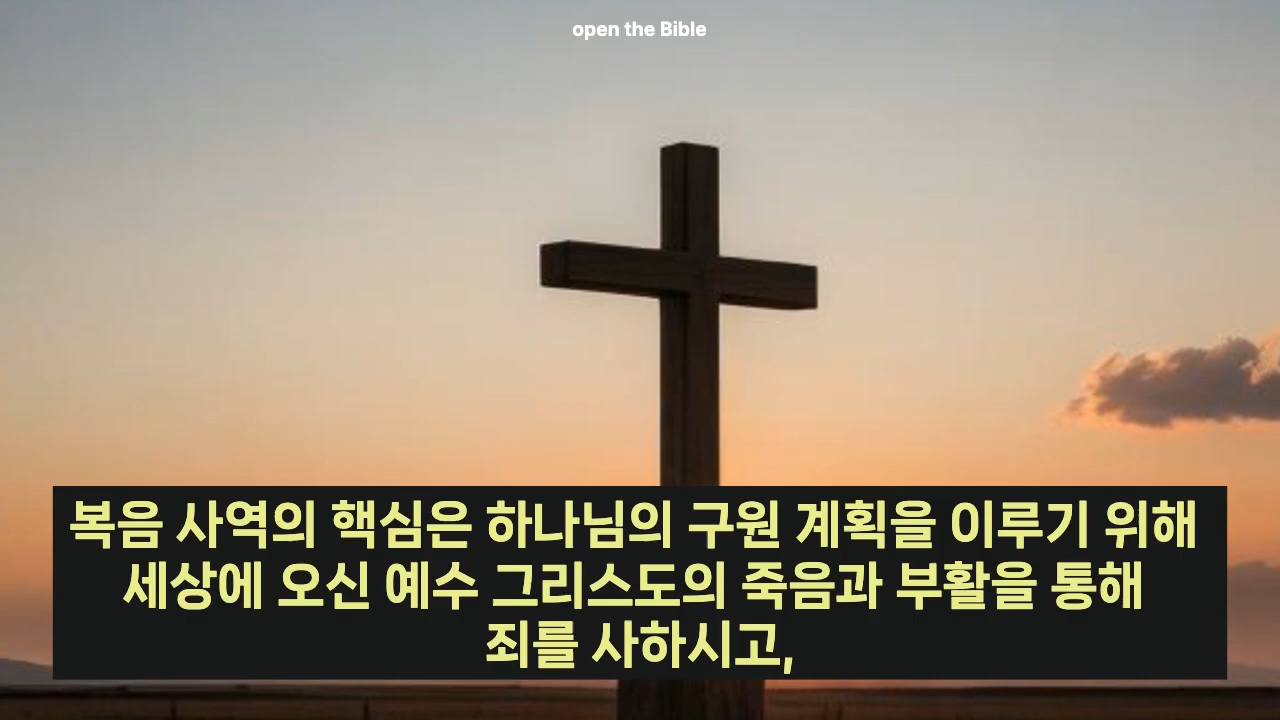 open the Bible
복음 사역의 핵심은 하나님의 구원 계획을 이루기 위해
세상에 오신 예수 그리스도의 죽음과 부활을 통해
죄를 사하시고,